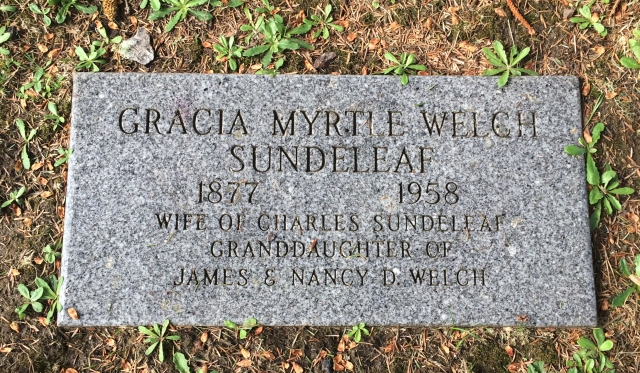 GRACIA MYRTLE WELCH
SUNDELEAF
1877 1958
WIFE OF CHARLES SUNDELEAF
GRANDDAUGHTER OF
JAMES & NANCY D. WELCH